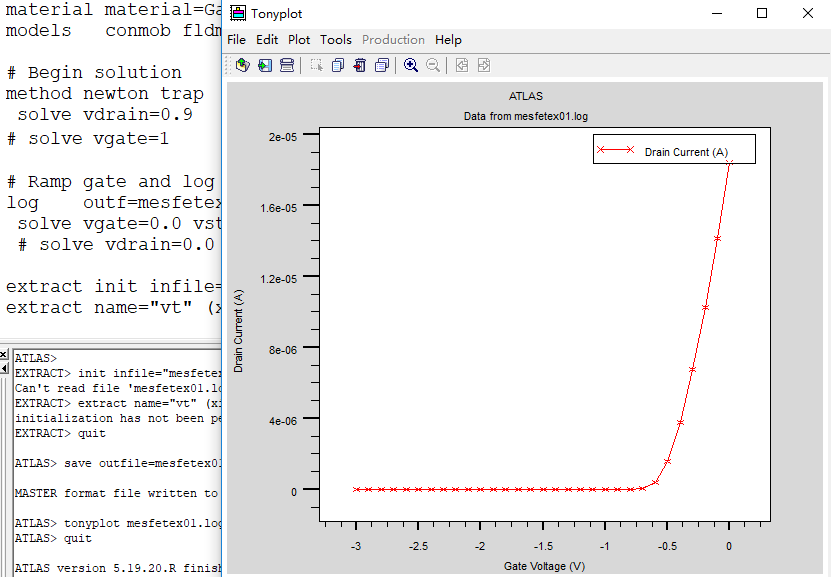 material material=Ga
models   conmob fldm
# Begin solution
method newton trap
solve vdrain=0.9
# solve vgate=1
# Ramp gate and log
log    outf=mesfetex
solve vgate=0.0 vst
# solve vdrain=0.0
extract init infile=
extract name="vt" (x
ATLAS>
EXTRACT> init infile="mesfetex
Can't read file 'mesfetex01.lo
EXTRACT> extract name="vt" (xi
initialization has not been pe
EXTRACT> quit
ATLAS> save outfile=mesfetex01
MASTER format file written to
ATLAS> tonyplot mesfetex01.log
ATLAS> quit
ATLAS version 5.19.20.R finish
Tonyplot
File Edit Plot Tools Production Help
ATLAS
Data from mesfetex01.log
Drain Current (A)
2e-05
1.6e-05
1.2e-05
8e-06
4e-06
0
Drain Current (A)
-3 -2.5 -2 -1.5 -1 -0.5 0
Gate Voltage (V)